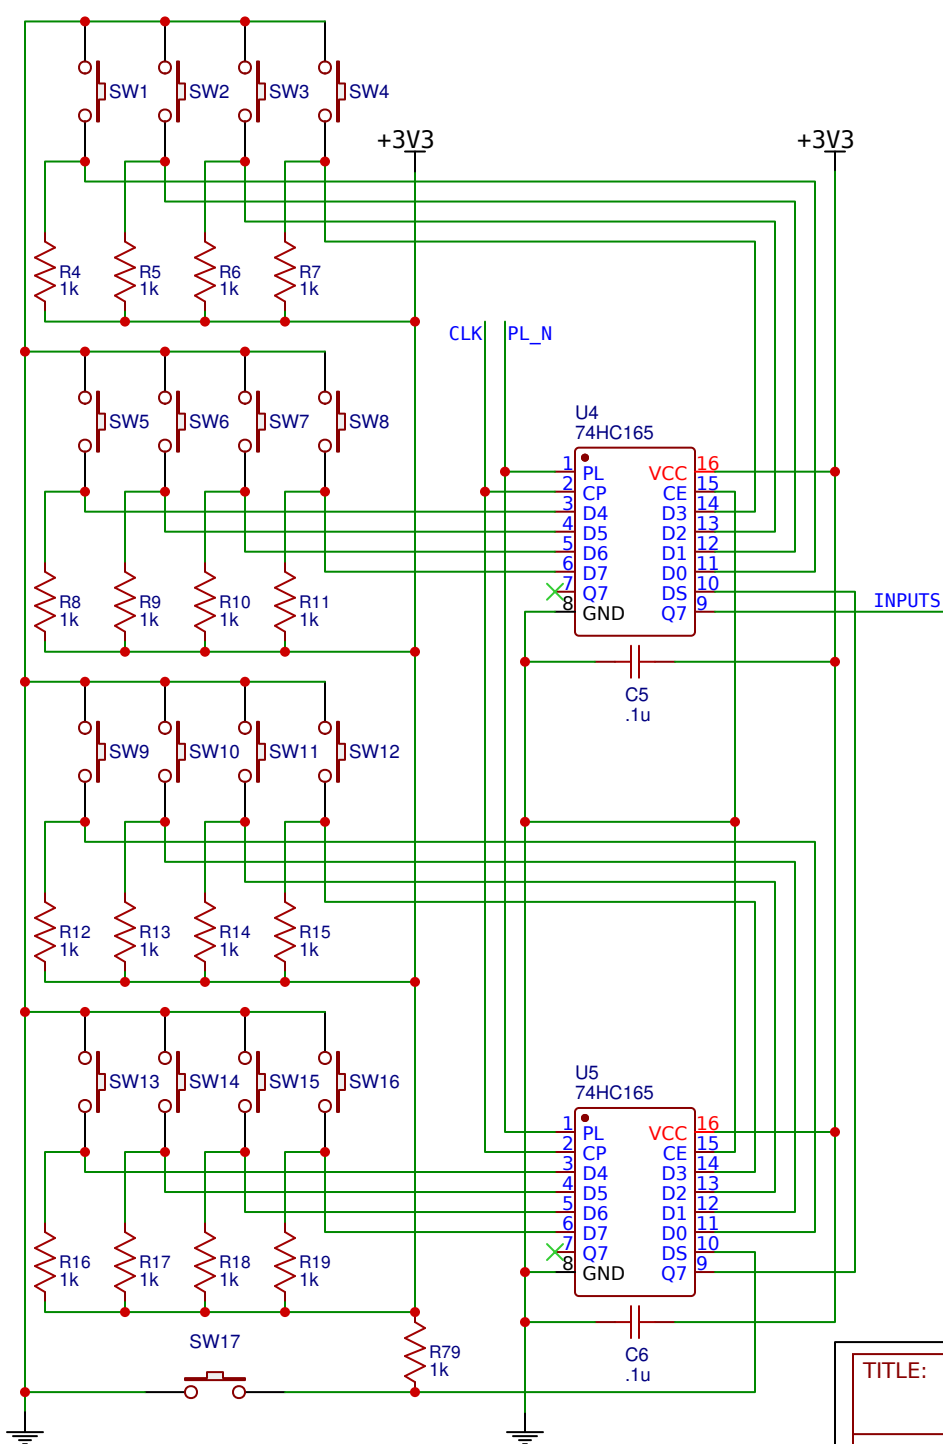 SW1 SW2 SW3 SW4
+3V3 +3V3
R4 R5 R6 R7
1k 1k 1k 1k
CLK PL_N
SW5 SW6 SW7 SW8
U4
74HC165
1 PL VCC 16
2 CP CE 15
3 D4 D3 14
4 D5 D2 13
5 D6 D1 12
6 D7 D0 11
7 Q7 DS 10
8 GND Q7 9
INPUTS
R8 R9 R10 R11
1k 1k 1k 1k
C5
.1u
SW9 SW10 SW11 SW12
R12 R13 R14 R15
1k 1k 1k 1k
SW13 SW14 SW15 SW16
U5
74HC165
1 PL VCC 16
2 CP CE 15
3 D4 D3 14
4 D5 D2 13
5 D6 D1 12
6 D7 D0 11
7 Q7 DS 10
8 GND Q7 9
R16 R17 R18 R19
1k 1k 1k 1k
SW17
R79
1k
C6
.1u
TITLE: